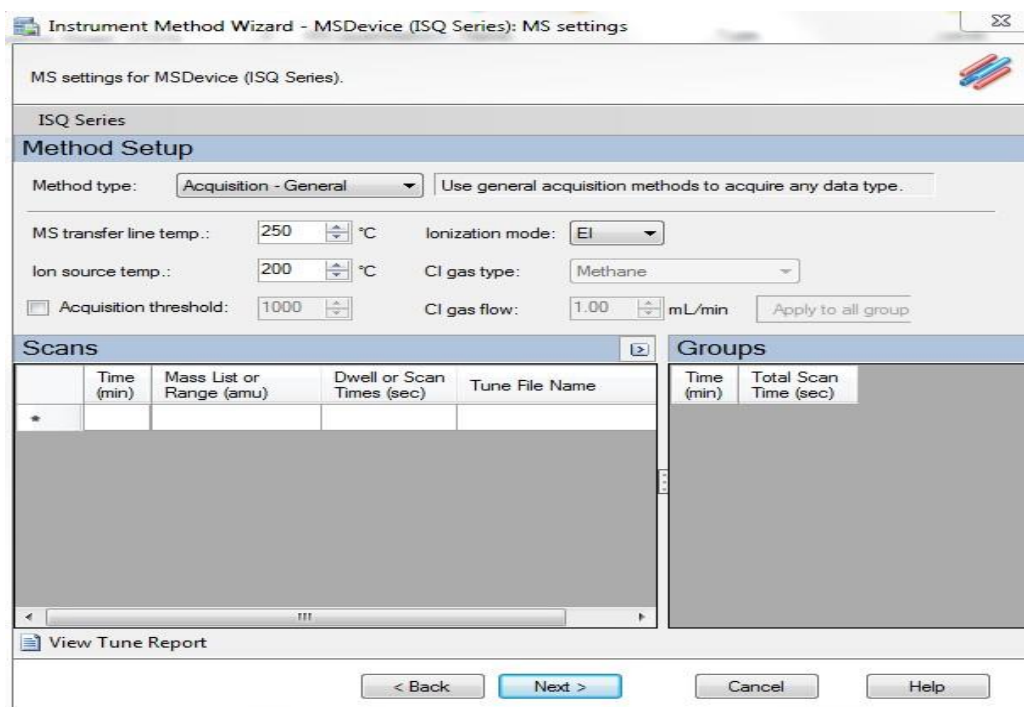 Instrument Method Wizard - MSDevice (ISQ Series): MS settings
MS settings for MSDevice (ISQ Series).
ISQ Series
Method Setup
Method type: Acquisition - General Use general acquisition methods to acquire any data type.
MS transfer line temp.: 250 °C Ionization mode: EI
Ion source temp.: 200 °C CI gas type: Methane
Acquisition threshold: 1000 CI gas flow: 1.00 mL/min Apply to all group
Scans
Time (min) Mass List or Range (amu) Dwell or Scan Times (sec) Tune File Name
*
Groups
Time (min) Total Scan Time (sec)
View Tune Report
< Back Next > Cancel Help